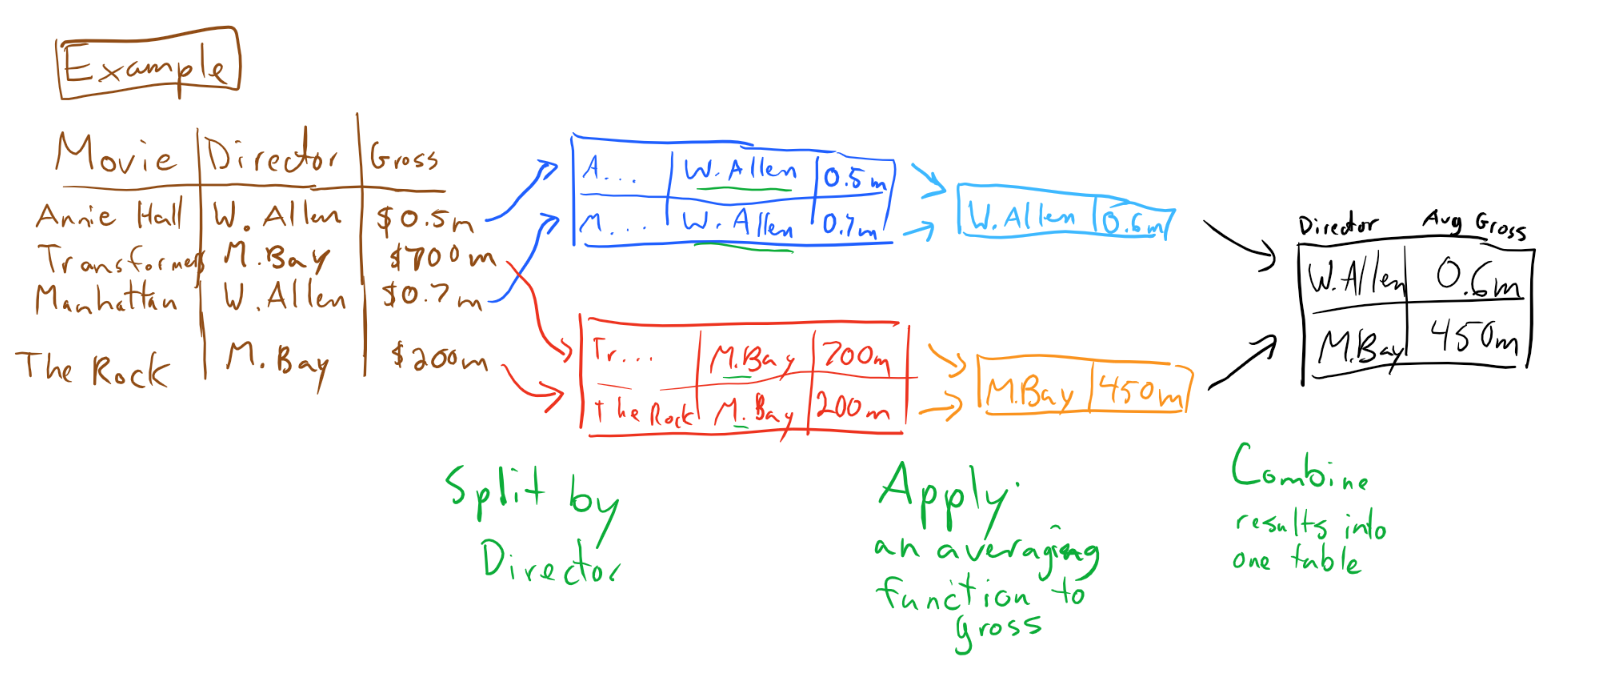 Example
Movie Director Gross
Annie Hall W. Allen $0.5m
Transformers M.Bay $700m
Manhattan W.Allen $0.7m
The Rock M.Bay $200m
A... W. Allen 0.5m
M... W. Allen 0.7m
Tr... M.Bay 700m
The Rock M.Bay 200m
W.Allen 0.6m
M.Bay 450m
Director Avg Gross
W.Allen 0.6m
M.Bay 450m
Split by
Director
Apply
an averaging
function to
gross
Combine
results into
one table